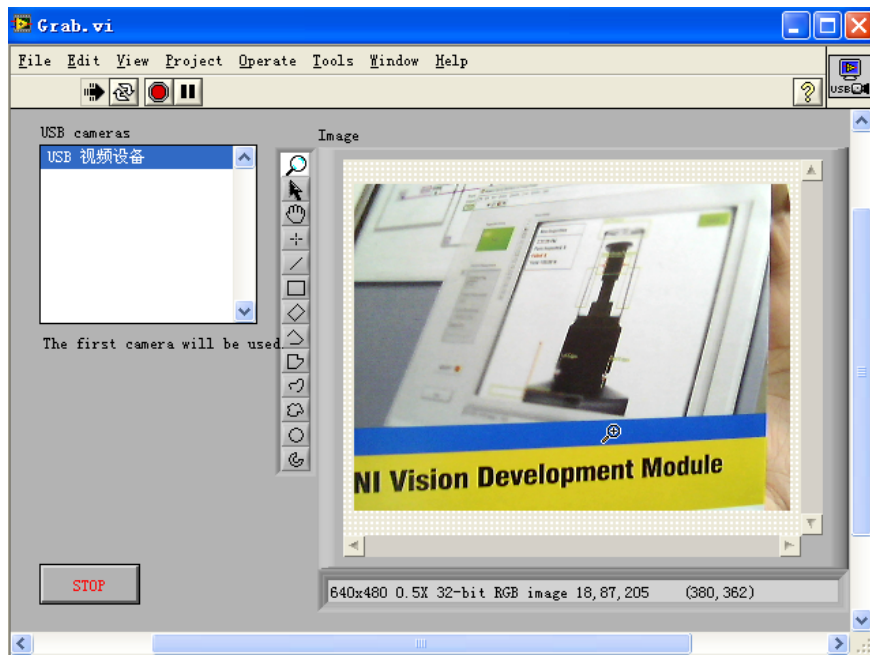 Grab.vi
File Edit View Project Operate Tools Window Help
USB
USB cameras
Image
USB 视频设备
The first camera will be used
NI Vision Development Module
STOP
640x480 0.5X 32-bit RGB image 18,87,205 (380,362)